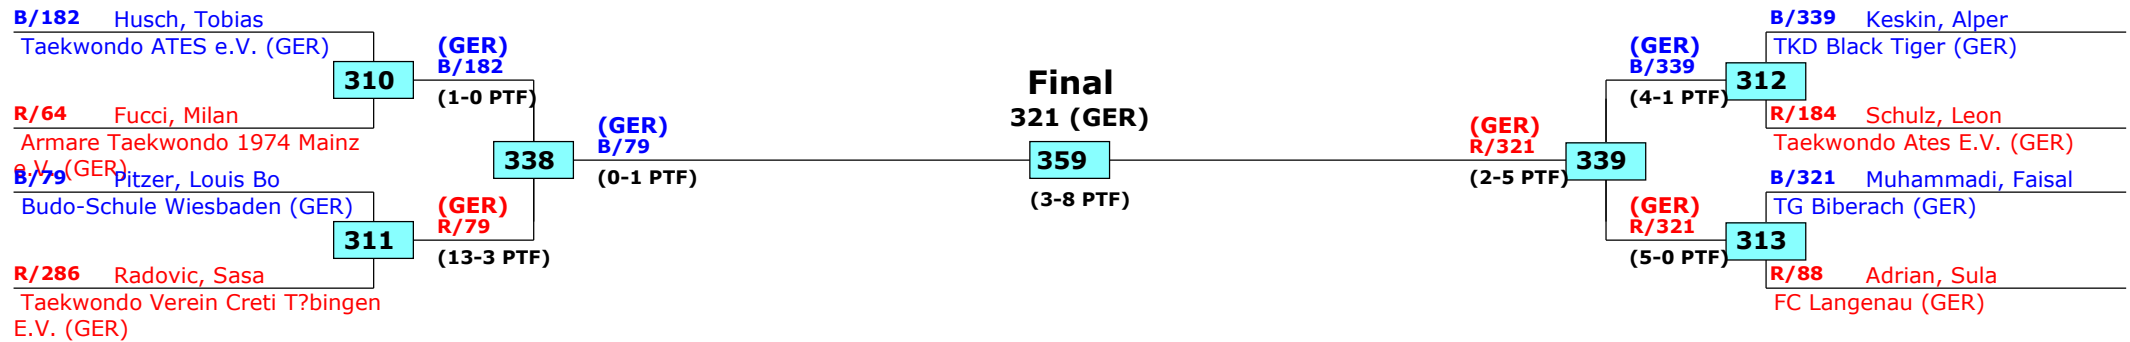 B/182 Husch, Tobias
Taekwondo ATES e.V. (GER)
310
R/64 Fucci, Milan
Armare Taekwondo 1974 Mainz
e.V. (GER)
B/79 Pitzer, Louis Bo
Budo-Schule Wiesbaden (GER)
311
R/286 Radovic, Sasa
Taekwondo Verein Creti T?bingen
E.V. (GER)
(GER)
B/182
(1-0 PTF)
338
(GER)
R/79
(13-3 PTF)
(GER)
B/79
(0-1 PTF)
Final
321 (GER)
359
(3-8 PTF)
(GER)
R/321
(2-5 PTF)
339
(GER)
B/339
(4-1 PTF)
(GER)
R/321
(5-0 PTF)
B/339 Keskin, Alper
TKD Black Tiger (GER)
312
R/184 Schulz, Leon
Taekwondo Ates E.V. (GER)
B/321 Muhammadi, Faisal
TG Biberach (GER)
313
R/88 Adrian, Sula
FC Langenau (GER)